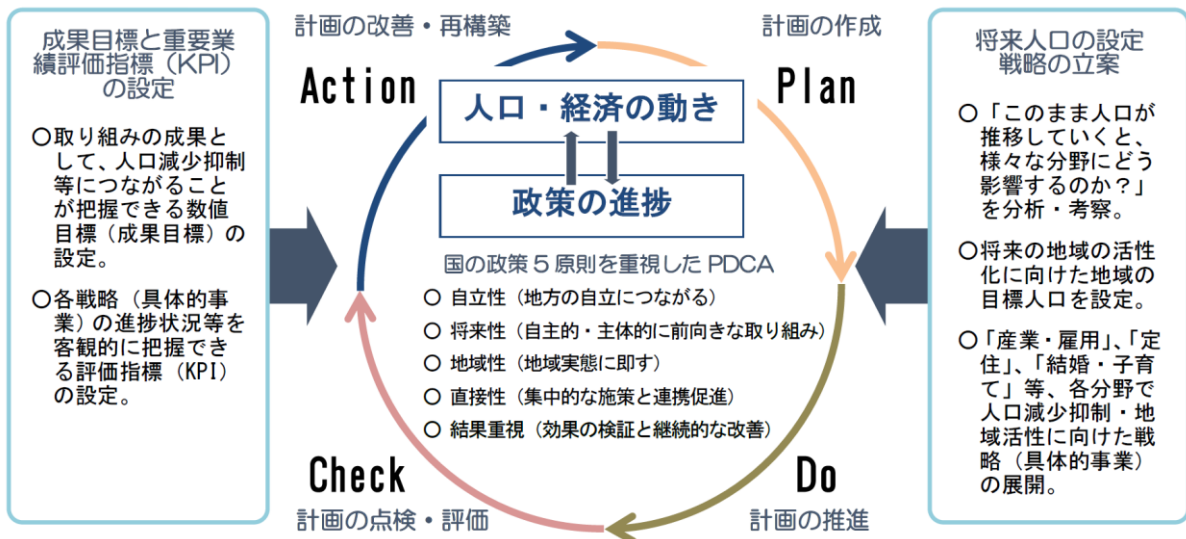 成果目標と重要業
績評価指標（KPI）
の設定
〇取り組みの成果と
して、人口減少抑制
等につながること
が把握できる数値
目標（成果目標）の
設定。
〇各戦略（具体的事
業）の進捗状況等を
客観的に把握でき
る評価指標（KPI）
の設定。
計画の改善・再構築
Action
計画の作成
Plan
人口・経済の動き
政策の進捗
国の政策５原則を重視した PDCA
〇 自立性（地方の自立につながる）
〇 将来性（自主的・主体的に前向きな取り組み）
〇 地域性（地域実態に即す）
〇 直接性（集中的な施策と連携促進）
〇 結果重視（効果の検証と継続的な改善）
Check
計画の点検・評価
Do
計画の推進
将来人口の設定
戦略の立案
〇「このまま人口が
推移していくと、
様々な分野にどう
影響するのか？」
を分析・考察。
〇将来の地域の活性
化に向けた地域の
目標人口を設定。
〇「産業・雇用」、「定
住」、「結婚・子育
て」等、各分野で
人口減少抑制・地
域活性に向けた戦
略（具体的事業）
の展開。